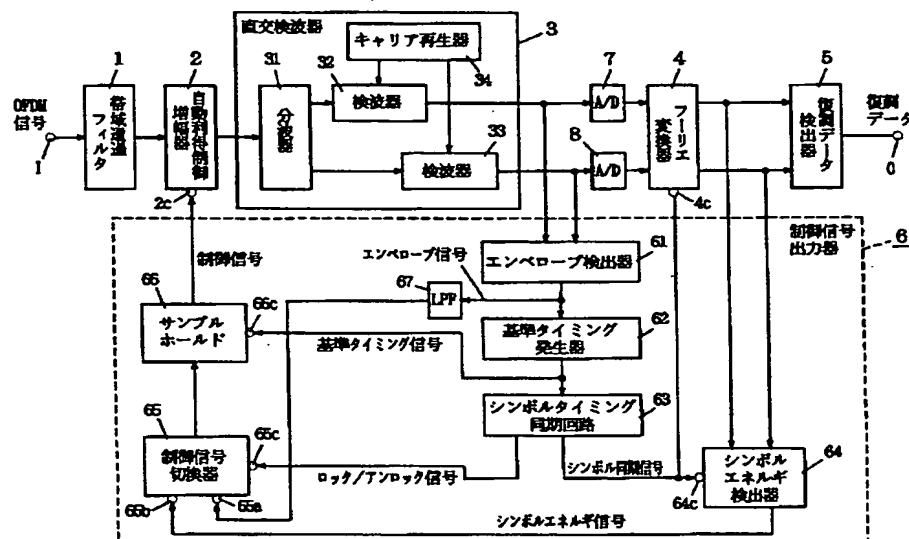 直交検波器
3
キャリア再生器
34
1
2
31
32
7
4
5
OFDM
信号
I
帯域通過
フィルタ
自動利得制御
増幅器
2c
分波器
検波器
33
検波器
A/D
8
A/D
フーリエ
変換器
4c
復調データ
検出器
復調
データ
O
制御信号
出力器
6
制御信号
エンベロープ信号
61
エンベロープ検出器
67
LPF
66
サンプル
ホールド
66c
基準タイミング信号
62
基準タイミング
発生器
63
シンボルタイミング
同期回路
65
制御信号
切換器
65c
65b
65a
ロック/アンロック信号
シンボル同期信号
64
64c
シンボル
エネルギ
検出器
シンボルエネルギ信号